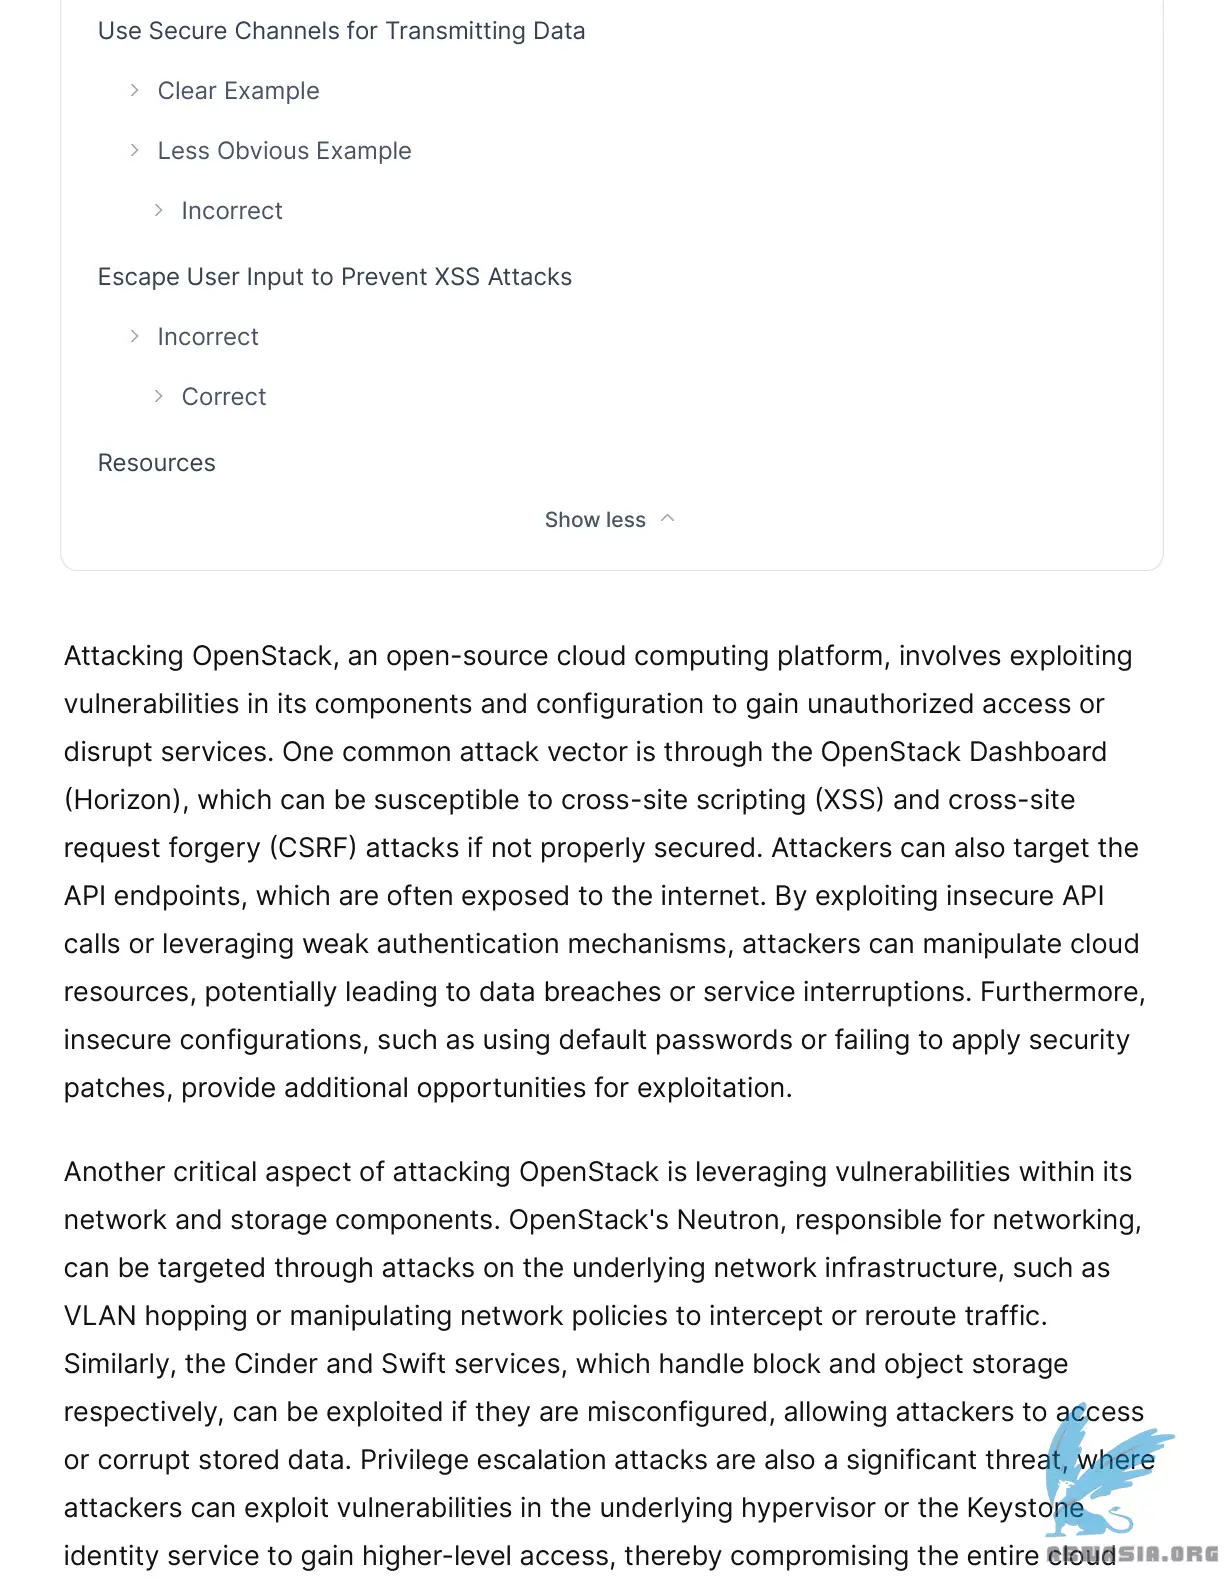 Use Secure Channels for Transmitting Data
Clear Example
Less Obvious Example
Incorrect
Escape User Input to Prevent XSS Attacks
Incorrect
Correct
Resources
Show less
Attacking OpenStack, an open-source cloud computing platform, involves exploiting
vulnerabilities in its components and configuration to gain unauthorized access or
disrupt services. One common attack vector is through the OpenStack Dashboard
(Horizon), which can be susceptible to cross-site scripting (XSS) and cross-site
request forgery (CSRF) attacks if not properly secured. Attackers can also target the
API endpoints, which are often exposed to the internet. By exploiting insecure API
calls or leveraging weak authentication mechanisms, attackers can manipulate cloud
resources, potentially leading to data breaches or service interruptions. Furthermore,
insecure configurations, such as using default passwords or failing to apply security
patches, provide additional opportunities for exploitation.
Another critical aspect of attacking OpenStack is leveraging vulnerabilities within its
network and storage components. OpenStack's Neutron, responsible for networking,
can be targeted through attacks on the underlying network infrastructure, such as
VLAN hopping or manipulating network policies to intercept or reroute traffic.
Similarly, the Cinder and Swift services, which handle block and object storage
respectively, can be exploited if they are misconfigured, allowing attackers to access
or corrupt stored data. Privilege escalation attacks are also a significant threat, where
attackers can exploit vulnerabilities in the underlying hypervisor or the Keystone
identity service to gain higher-level access, thereby compromising the entire cloud